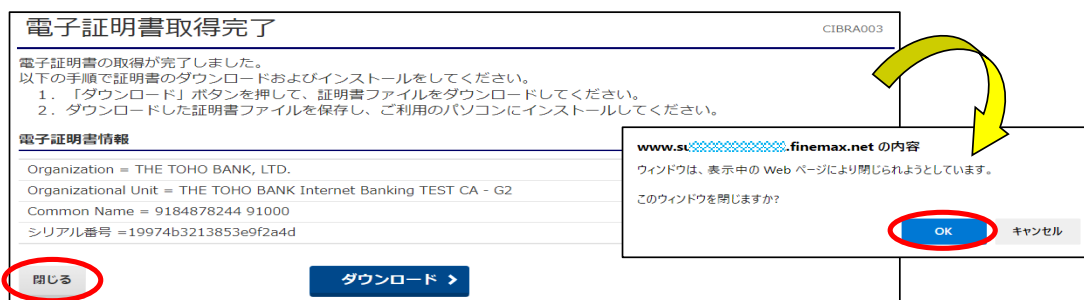 電子証明書取得完了
CIBRA003
電子証明書の取得が完了しました。
以下の手順で証明書のダウンロードおよびインストールをしてください。
1．「ダウンロード」ボタンを押して、証明書ファイルをダウンロードしてください。
2．ダウンロードした証明書ファイルを保存し、ご利用のパソコンにインストールしてください。
電子証明書情報
Organization = THE TOHO BANK, LTD.
Organizational Unit = THE TOHO BANK Internet Banking TEST CA - G2
Common Name = 9184878244 91000
シリアル番号 =19974b3213853e9f2a4d
閉じる
ダウンロード >
www.su .finemax.net の内容
ウィンドウは、表示中の Web ページにより閉じられようとしています。
このウィンドウを閉じますか?
OK
キャンセル